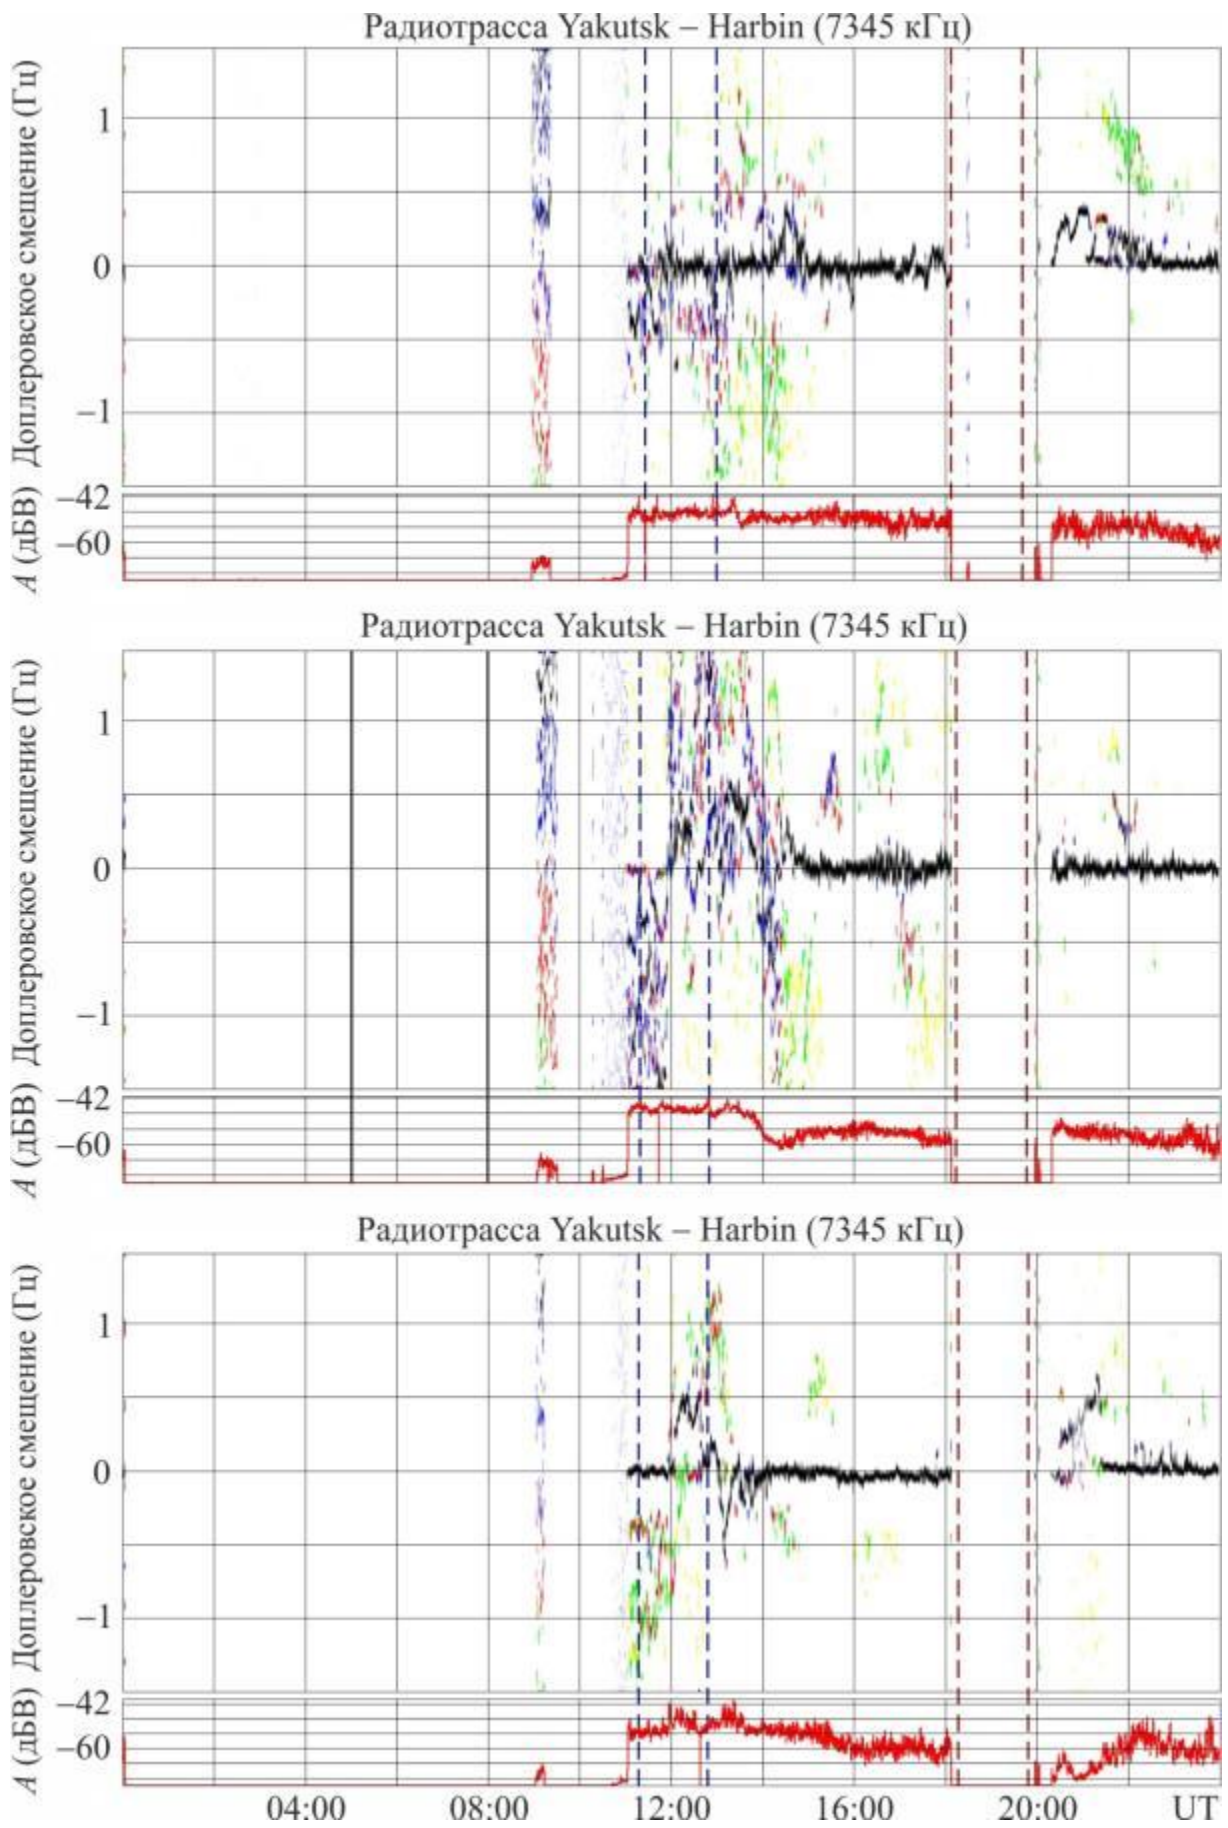 Радиотрасса Yakutsk – Harbin (7345 кГц)
Доплеровское смещение (Гц)
1
0
−1
A (дБВ)
−42
−60
Радиотрасса Yakutsk – Harbin (7345 кГц)
Доплеровское смещение (Гц)
1
0
−1
A (дБВ)
−42
−60
Радиотрасса Yakutsk – Harbin (7345 кГц)
Доплеровское смещение (Гц)
1
0
−1
A (дБВ)
−42
−60
04:00 08:00 12:00 16:00 20:00 UT